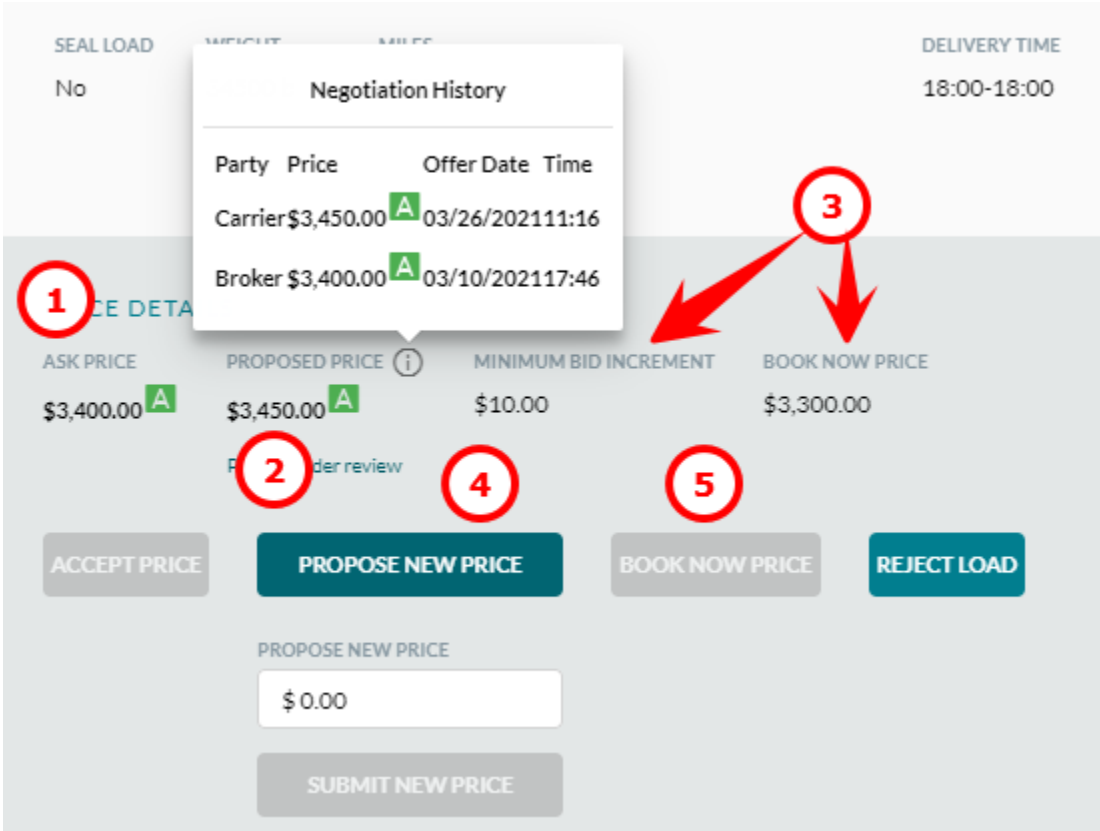 SEAL LOAD DELIVERY TIME
No 18:00-18:00
Negotiation History
Party Price Offer Date Time
Carrier $3,450.00 A 03/26/2021 11:16
Broker $3,400.00 A 03/10/2021 17:46
3
1 CE DETA
ASK PRICE PROPOSED PRICE i MINIMUM BID INCREMENT BOOK NOW PRICE
$3,400.00 A $3,450.00 A $10.00 $3,300.00
2 review 4 5
ACCEPT PRICE PROPOSE NEW PRICE BOOK NOW PRICE REJECT LOAD
PROPOSE NEW PRICE
$ 0.00
SUBMIT NEW PRICE